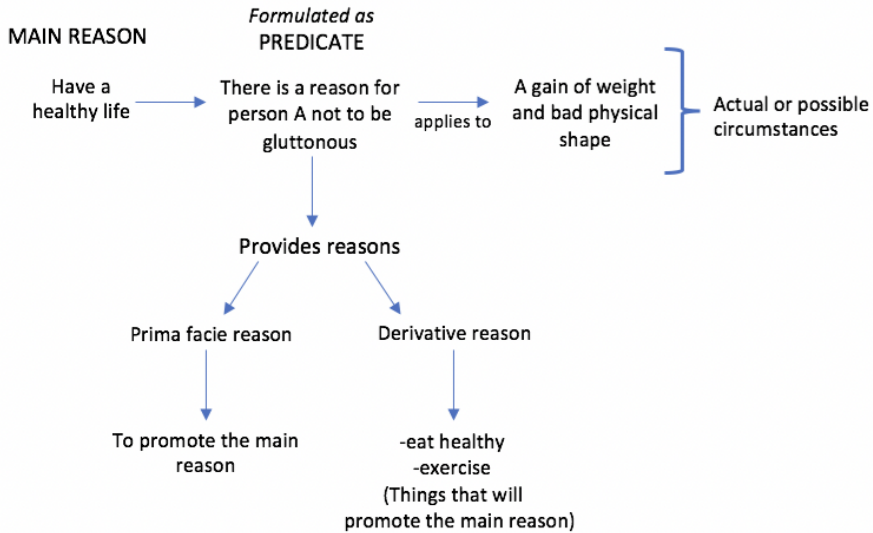 Formulated as
MAIN REASON
PREDICATE
Have a
healthy life
There is a reason for
person A not to be
gluttonous
applies to
A gain of weight
and bad physical
shape
Actual or possible
circumstances
Provides reasons
Prima facie reason
Derivative reason
To promote the main
reason
-eat healthy
-exercise
(Things that will
promote the main reason)